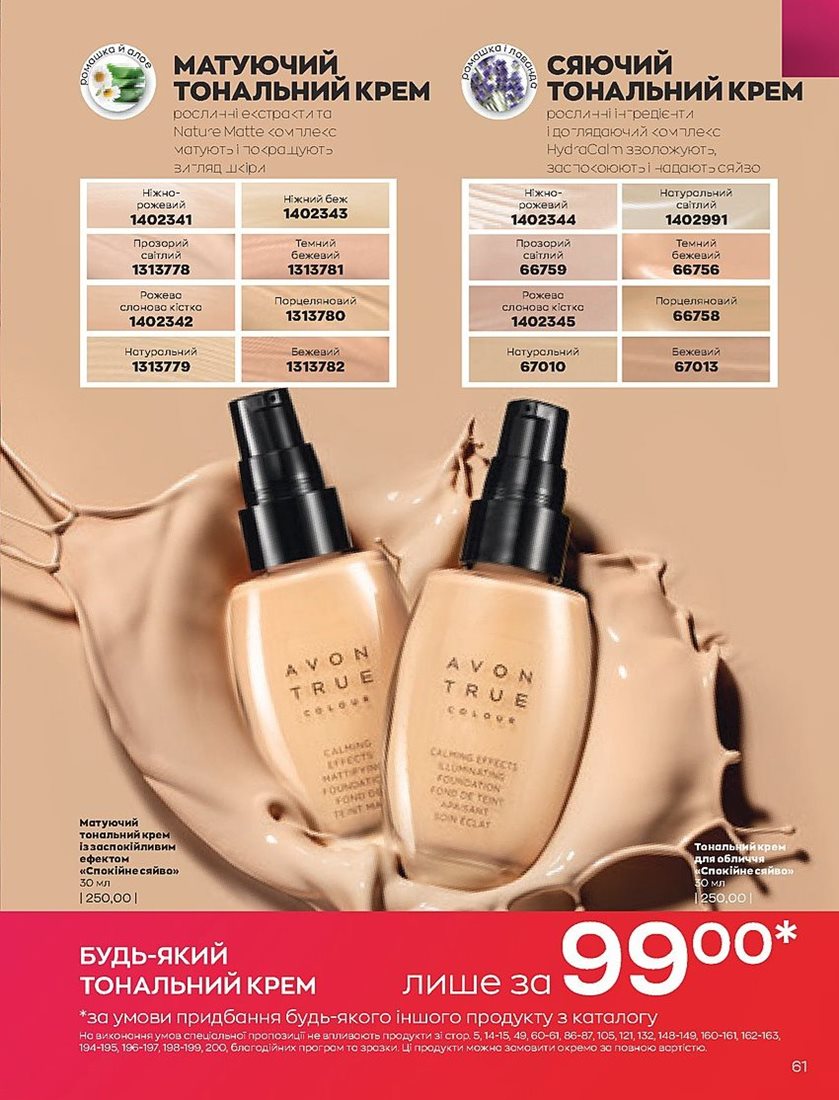 ромашка й алое
МАТУЮЧИЙ
ТОНАЛЬНИЙ КРЕМ
рослинні екстракти та
Nature Matte комплекс
матують і покращують
вигляд шкіри
Ніжно-
рожевий
1402341
Ніжний беж
1402343
Прозорий
світлий
1313778
Темний
бежевий
1313781
Рожева
слонова кістка
1402342
Порцеляновий
1313780
Натуральний
1313779
Бежевий
1313782
ромашка і лаванда
СЯЮЧИЙ
ТОНАЛЬНИЙ КРЕМ
рослинні інгредієнти
і доглядаючий комплекс
HydraCalm зволожують,
заспокоюють і надають сяйво
Ніжно-
рожевий
1402344
Натуральний
світлий
1402991
Прозорий
світлий
66759
Темний
бежевий
66756
Рожева
слонова кістка
1402345
Порцеляновий
66758
Натуральний
67010
Бежевий
67013
AVON
TRUE
COLOUR
CALMING
EFFECTS
MATTIFYING
FOUNDATION
FOND DE
TEINT MA
AVON
TRUE
COLOUR
CALMING EFFECTS
ILLUMINATING
FOUNDATION
FOND DE TEINT
APAISANT
SOIN ÉCLAT
Матуючий
тональний крем
із заспокійливим
ефектом
«Спокійне сяйво»
30 мл
| 250,00 |
Тональний крем
для обличчя
«Спокійне сяйво»
30 мл
| 250,00 |
БУДЬ-ЯКИЙ
ТОНАЛЬНИЙ КРЕМ
лише за 9900*
*за умови придбання будь-якого іншого продукту з каталогу
На виконання умов спеціальної пропозиції не впливають продукти зі стор. 5, 14-15, 49, 60-61, 86-87, 105, 121, 132, 148-149, 160-161, 162-163,
194-195, 196-197, 198-199, 200, благодійних програм та зразки. Ці продукти можна замовити окремо за повною вартістю.
61